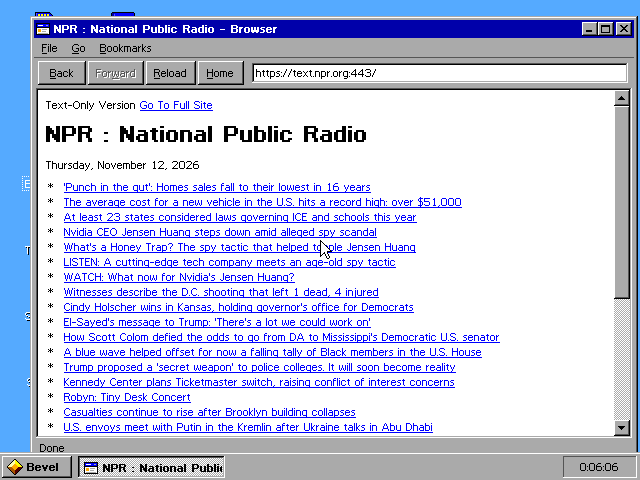 NPR : National Public Radio - Browser
File Go Bookmarks
Back Forward Reload Home https://text.npr.org:443/
Text-Only Version Go To Full Site
NPR : National Public Radio
Thursday, November 12, 2026
* 'Punch in the gut': Homes sales fall to their lowest in 16 years
* The average cost for a new vehicle in the U.S. hits a record high: over $51,000
* At least 23 states considered laws governing ICE and schools this year
* Nvidia CEO Jensen Huang steps down amid alleged spy scandal
* What's a Honey Trap? The spy tactic that helped topple Jensen Huang
* LISTEN: A cutting-edge tech company meets an age-old spy tactic
* WATCH: What now for Nvidia's Jensen Huang?
* Witnesses describe the D.C. shooting that left 1 dead, 4 injured
* Cindy Holscher wins in Kansas, holding governor's office for Democrats
* El-Sayed's message to Trump: 'There's a lot we could work on'
* How Scott Colom defied the odds to go from DA to Mississippi's Democratic U.S. senator
* A blue wave helped offset for now a falling tally of Black members in the U.S. House
* Trump proposed a 'secret weapon' to police colleges. It will soon become reality
* Kennedy Center plans Ticketmaster switch, raising conflict of interest concerns
* Robyn: Tiny Desk Concert
* Casualties continue to rise after Brooklyn building collapses
* U.S. envoys meet with Putin in the Kremlin after Ukraine talks in Abu Dhabi
Done
Bevel NPR : National Public 0:06:06